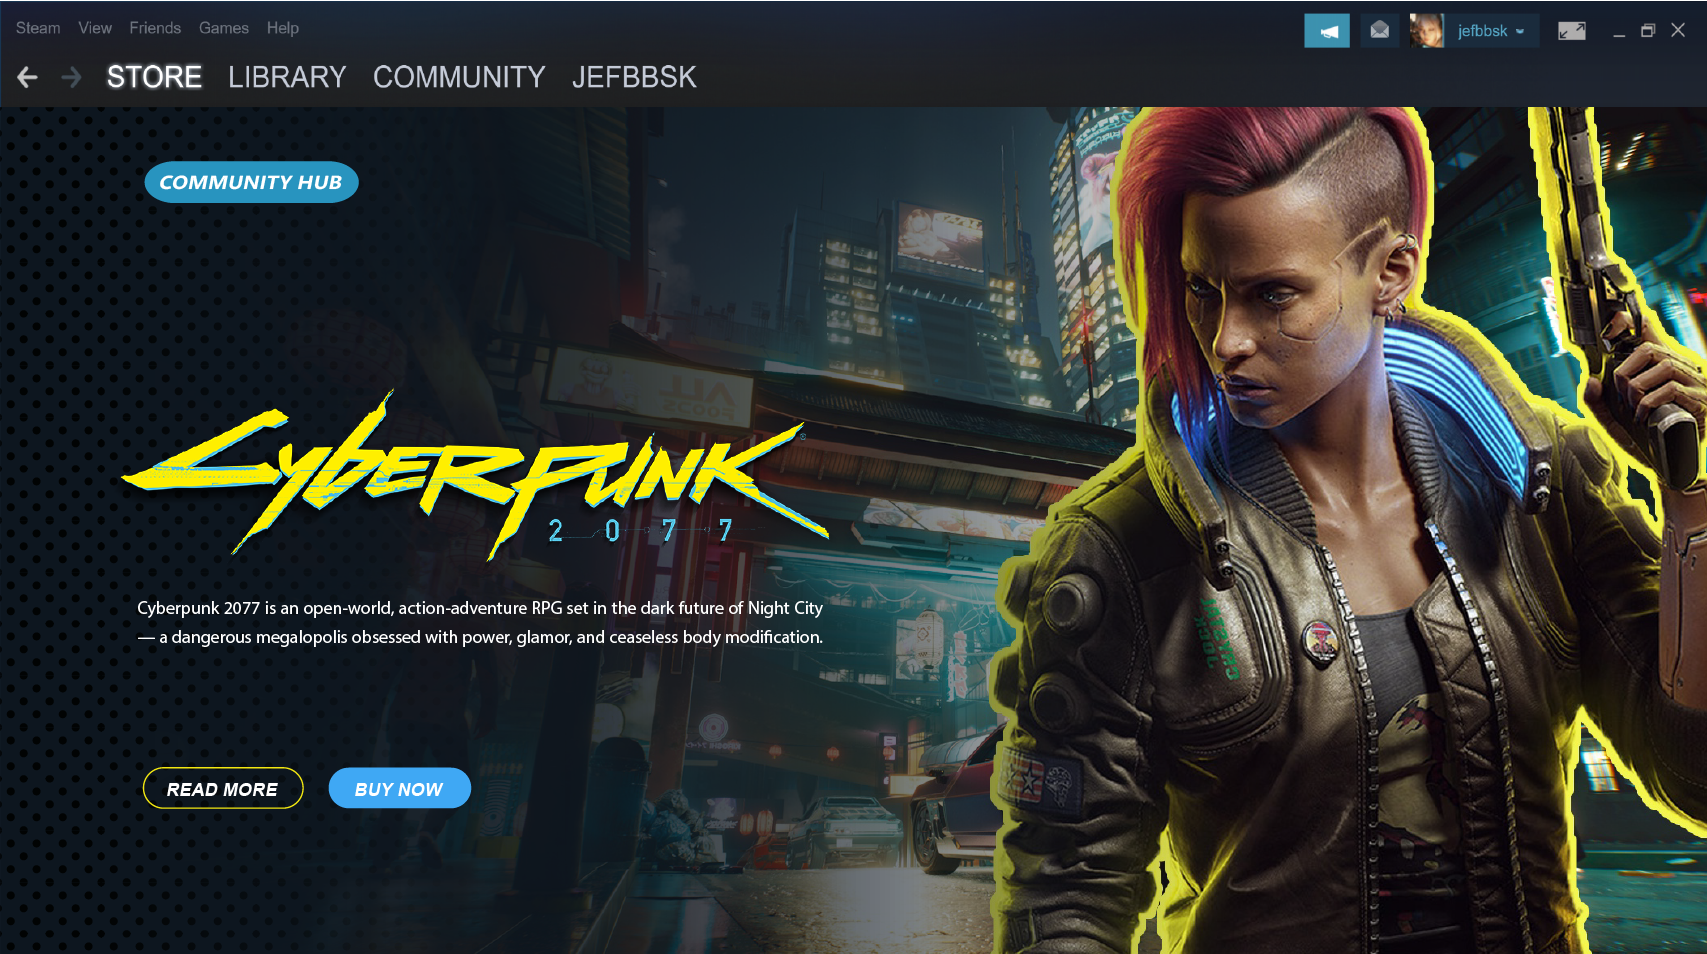 Steam View Friends Games Help
jefbbsk
STORE LIBRARY COMMUNITY JEFBBSK
COMMUNITY HUB
CYBERPUNK
2077
Cyberpunk 2077 is an open-world, action-adventure RPG set in the dark future of Night City
— a dangerous megalopolis obsessed with power, glamor, and ceaseless body modification.
READ MORE BUY NOW